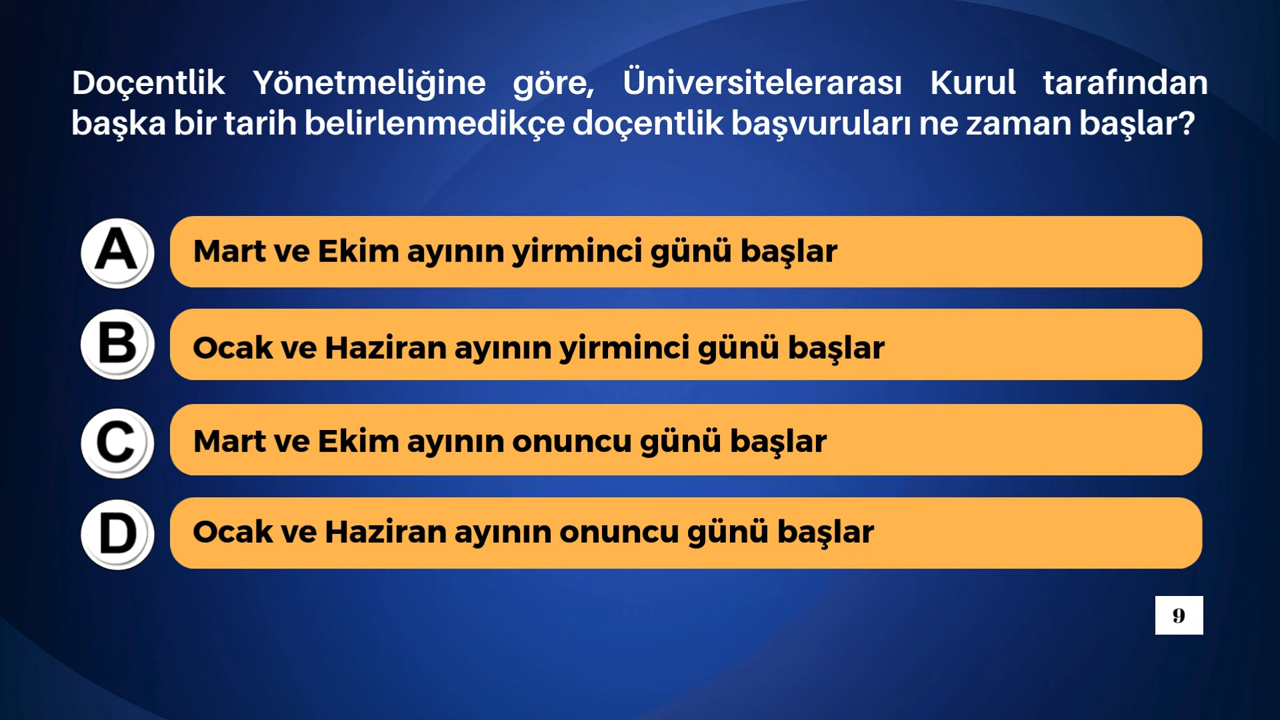 Doçentlik Yönetmeliğine göre, Üniversitelerarası Kurul tarafından
başka bir tarih belirlenmedikçe doçentlik başvuruları ne zaman başlar?
A Mart ve Ekim ayının yirminci günü başlar
B Ocak ve Haziran ayının yirminci günü başlar
C Mart ve Ekim ayının onuncu günü başlar
D Ocak ve Haziran ayının onuncu günü başlar
9